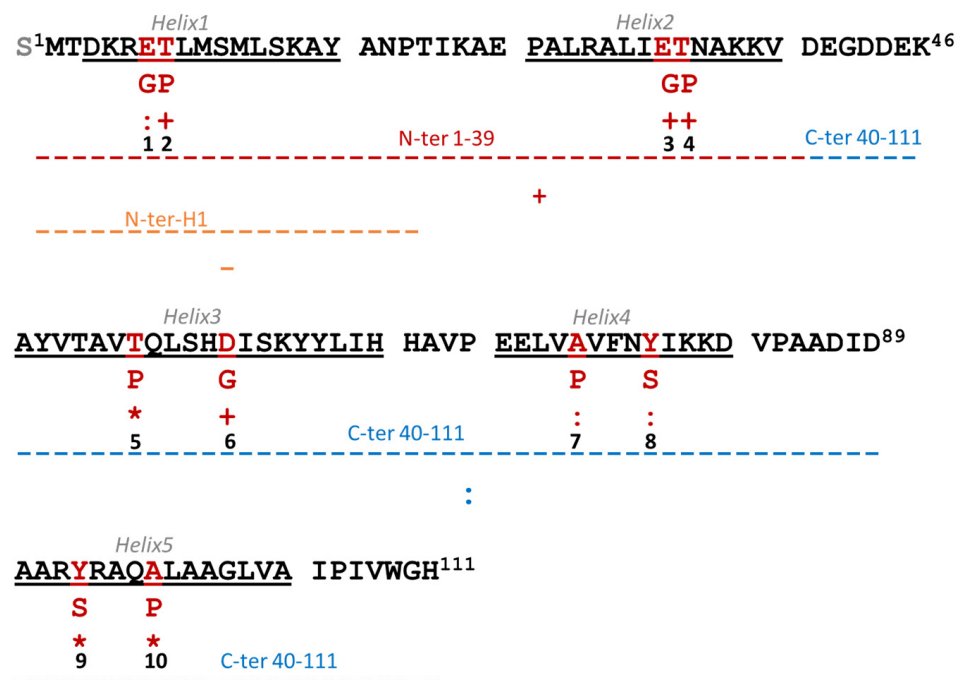 Helix1 Helix2
S¹MTDKRETLMSMLSKAY ANPTIKAE PALRALIETNAKKV DEGDDEK⁴⁶
GP GP
: + + +
1 2 3 4
N-ter 1-39 C-ter 40-111
+
N-ter-H1
–
Helix3 Helix4
AYVTAVTQLSHDISKYYLIH HAVP EELVAVFNYIKKD VPAADID⁸⁹
P G P S
* + : :
5 6 7 8
C-ter 40-111
:
Helix5
AARYRAQALAAGLVA IPIVWGH¹¹¹
S P
* *
9 10 C-ter 40-111